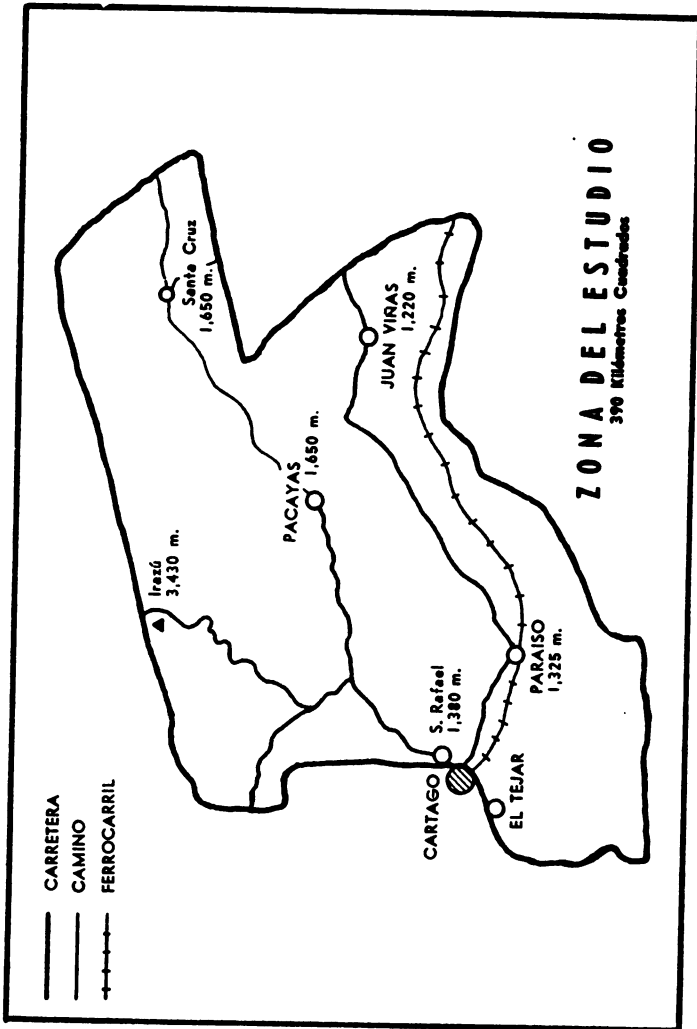 CARRETERA
CAMINO
FERROCARRIL
Irazú
3,430 m.
Santa Cruz
1,650 m.
PACAYAS
1,650 m.
JUAN VIÑAS
1,220 m.
S. Rafael
1,380 m.
CARTAGO
EL TEJAR
PARAISO
1,325 m.
ZONA DEL ESTUDIO
390 Kilómetros Cuadrados